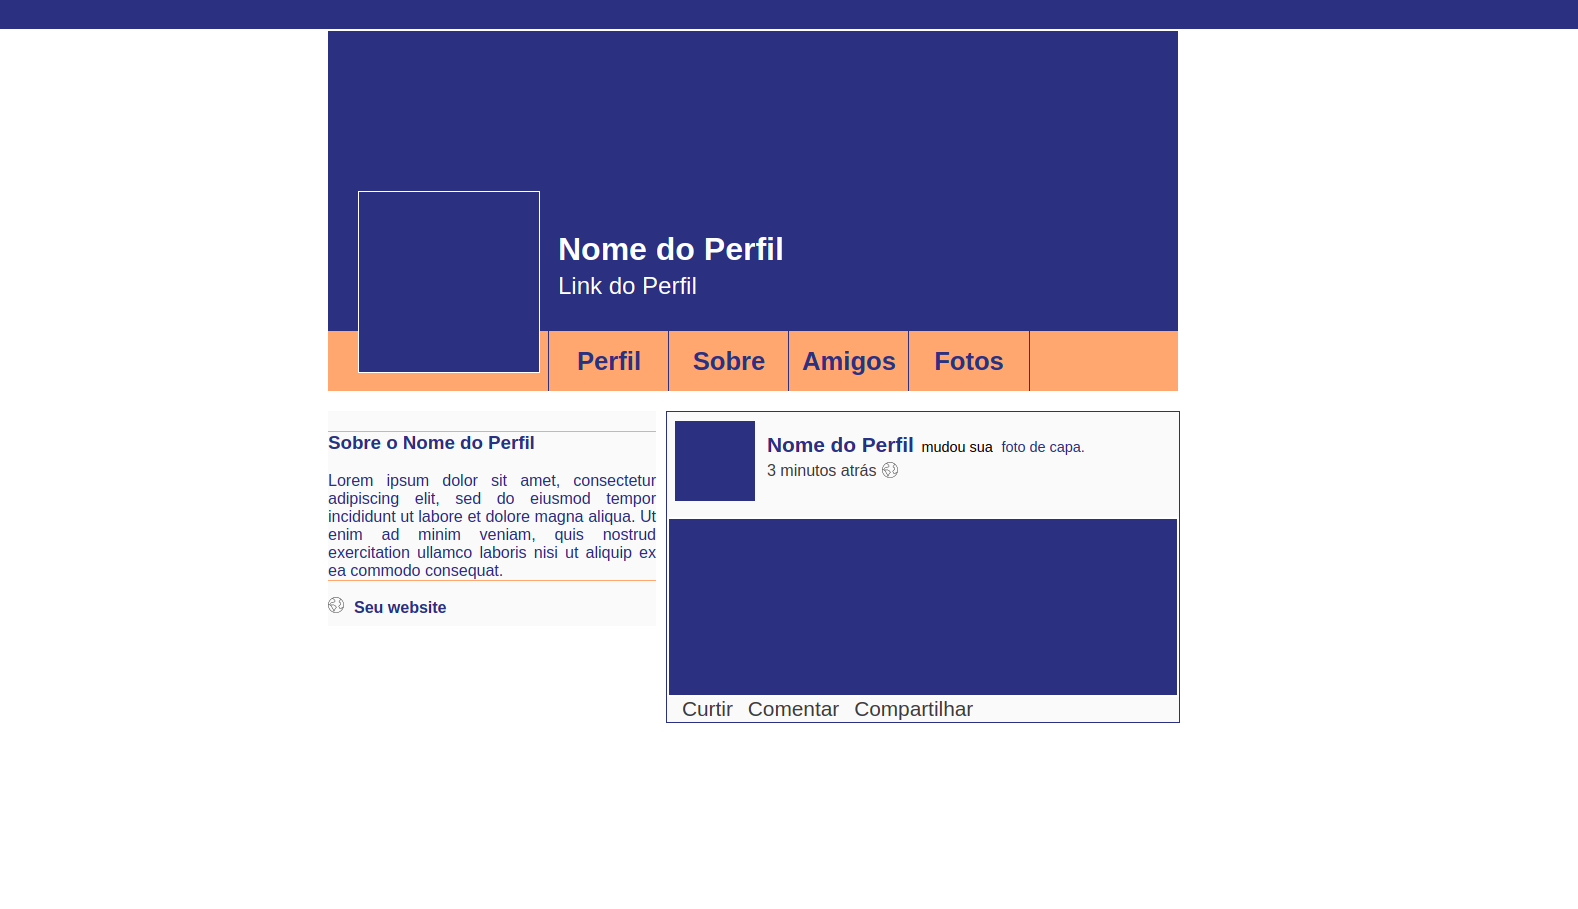 Nome do Perfil
Link do Perfil
Perfil Sobre Amigos Fotos
Sobre o Nome do Perfil
Lorem ipsum dolor sit amet, consectetur
adipiscing elit, sed do eiusmod tempor
incididunt ut labore et dolore magna aliqua. Ut
enim ad minim veniam, quis nostrud
exercitation ullamco laboris nisi ut aliquip ex
ea commodo consequat.
Seu website
Nome do Perfil mudou sua foto de capa.
3 minutos atrás
Curtir Comentar Compartilhar